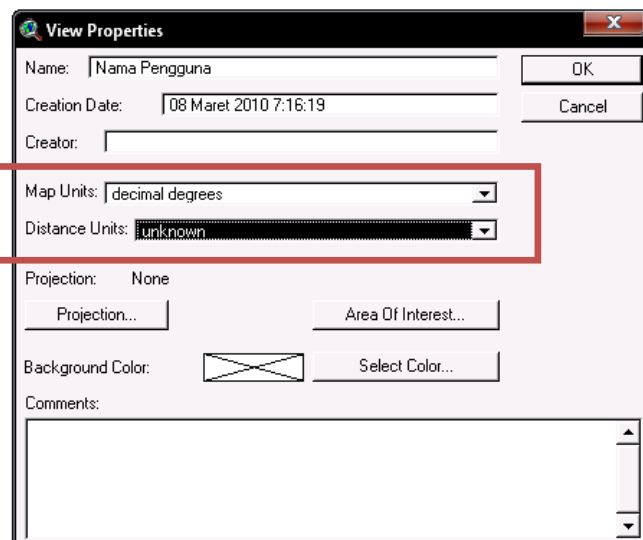 View Properties
Name: Nama Pengguna OK
Creation Date: 08 Maret 2010 7:16:19 Cancel
Creator:
Map Units: decimal degrees
Distance Units: unknown
Projection: None
Projection... Area Of Interest...
Background Color: Select Color...
Comments: